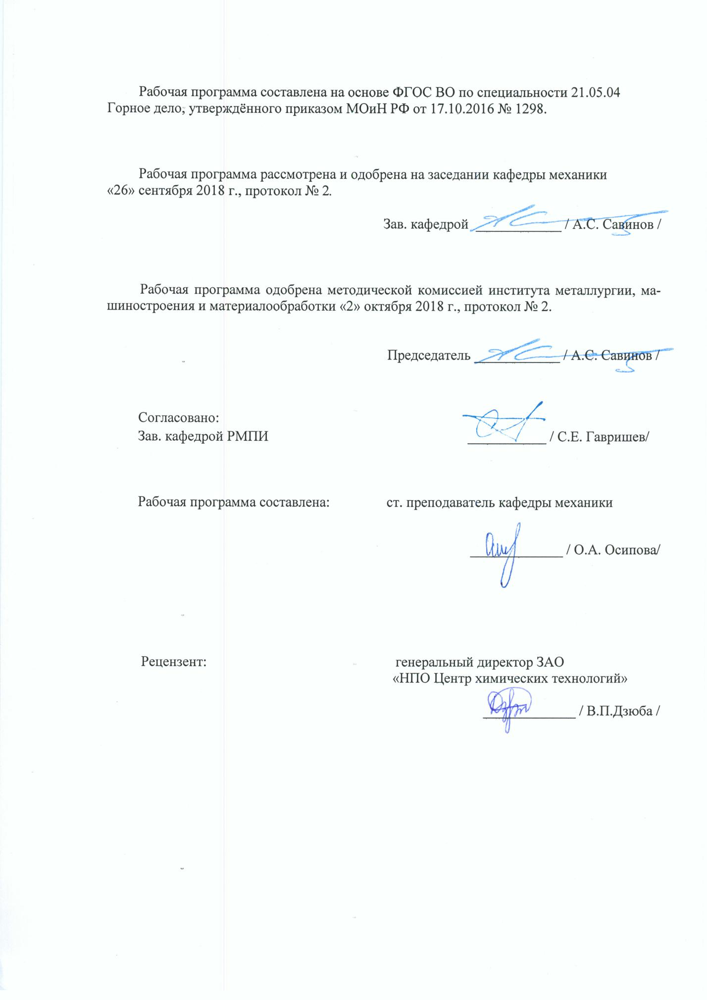 Рабочая программа составлена на основе ФГОС ВО по специальности 21.05.04
Горное дело, утверждённого приказом МОиН РФ от 17.10.2016 № 1298.
Рабочая программа рассмотрена и одобрена на заседании кафедры механики
«26» сентября 2018 г., протокол № 2.
Зав. кафедрой ____________ / А.С. Савинов /
Рабочая программа одобрена методической комиссией института металлургии, ма-
шиностроения и материалообработки «2» октября 2018 г., протокол № 2.
Председатель ____________ / А.С. Савинов /
Согласовано:
Зав. кафедрой РМПИ ___________ / С.Е. Гавришев/
Рабочая программа составлена: ст. преподаватель кафедры механики
_____________ / О.А. Осипова/
Рецензент: генеральный директор ЗАО
«НПО Центр химических технологий»
_____________ / В.П.Дзюба /